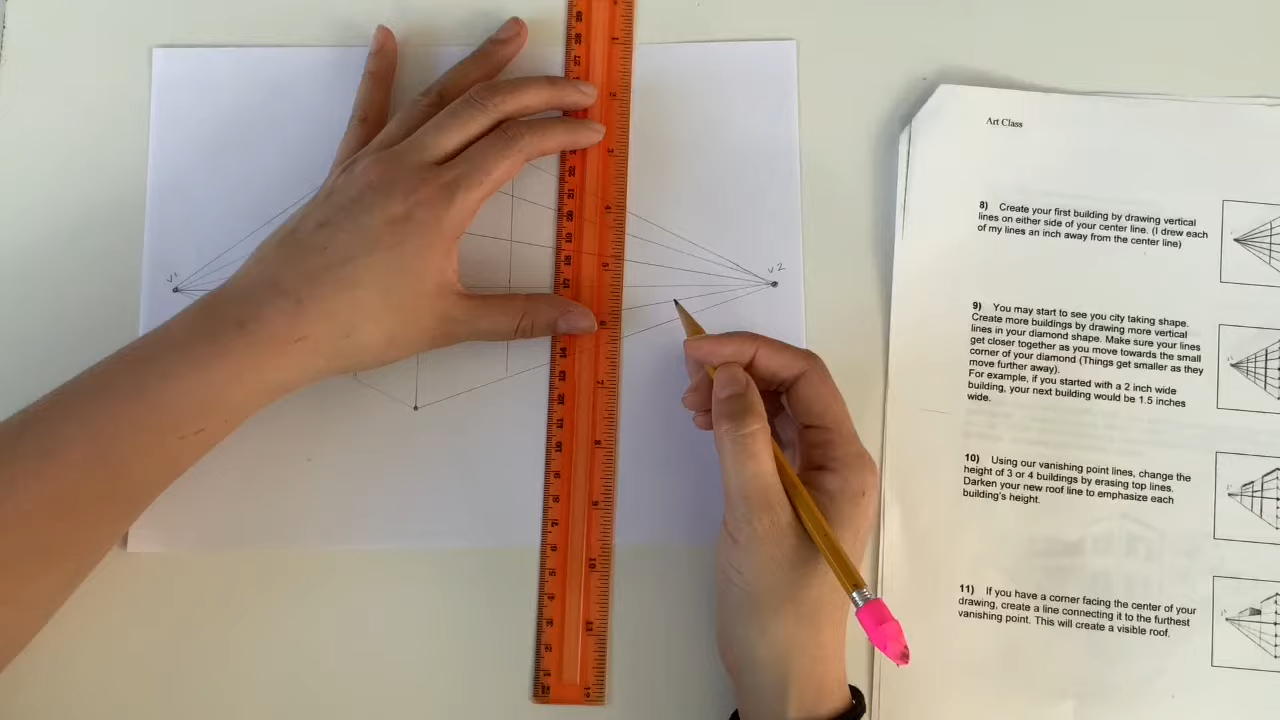 Art Class
8) Create your first building by drawing vertical
lines on either side of your center line. (I drew each
of my lines an inch away from the center line)
9) You may start to see you city taking shape.
Create more buildings by drawing more vertical
lines in your diamond shape. Make sure your lines
get closer together as you move towards the small
corner of your diamond (Things get smaller as they
move further away).
For example, if you started with a 2 inch wide
building, your next building would be 1.5 inches
wide.
10) Using our vanishing point lines, change the
height of 3 or 4 buildings by erasing top lines.
Darken your new roof line to emphasize each
building's height.
11) If you have a corner facing the center of your
drawing, create a line connecting it to the furthest
vanishing point. This will create a visible roof.
V1
V2